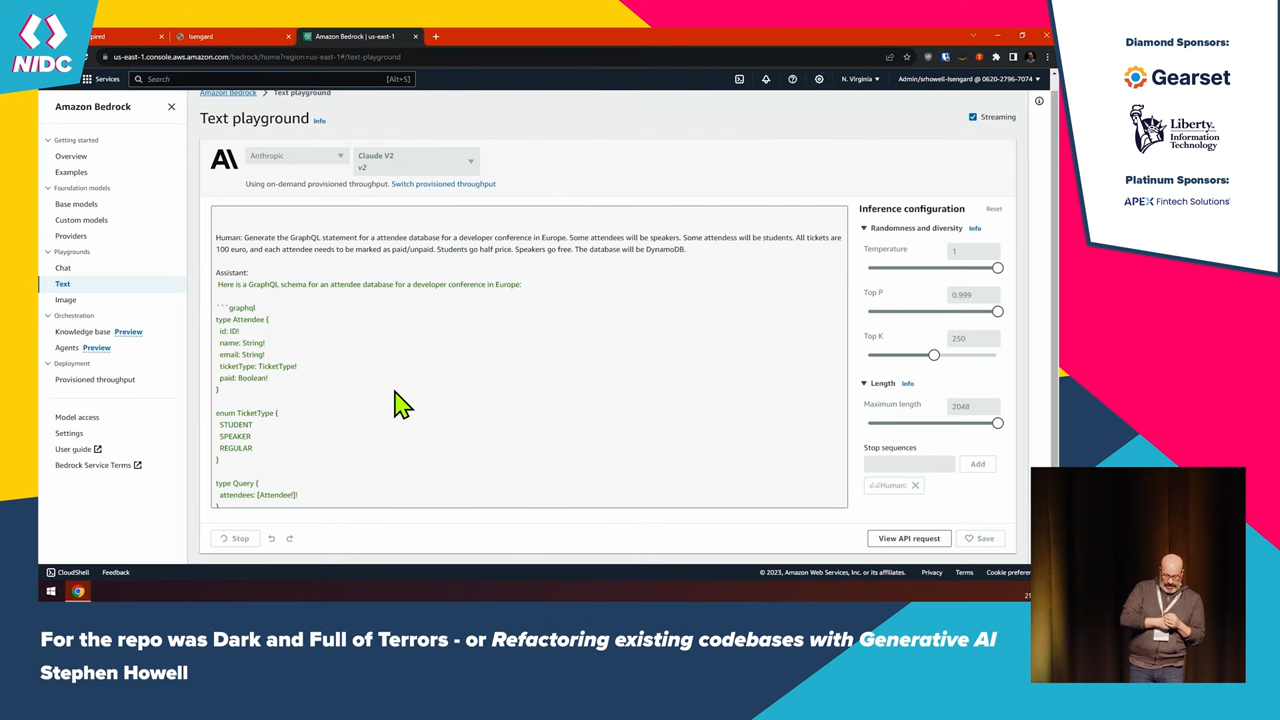 NIDC
pired
Isengard
Amazon Bedrock | us-east-1
us-east-1.console.aws.amazon.com/bedrock/home?region=us-east-1#/text-playground
Services
Search
[Alt+S]
N. Virginia
Admin/srhowell-Isengard @ 0620-2796-7074
Amazon Bedrock
Getting started
Overview
Examples
Foundation models
Base models
Custom models
Providers
Playgrounds
Chat
Text
Image
Orchestration
Knowledge base Preview
Agents Preview
Deployment
Provisioned throughput
Model access
Settings
User guide
Bedrock Service Terms
Amazon Bedrock > Text playground
Text playground Info
Streaming
Anthropic
Claude V2
v2
Using on-demand provisioned throughput. Switch provisioned throughput
Human: Generate the GraphQL statement for a attendee database for a developer conference in Europe. Some attendees will be speakers. Some attendess will be students. All tickets are
100 euro, and each attendee needs to be marked as paid/unpaid. Students go half price. Speakers go free. The database will be DynamoDB.
Assistant:
Here is a GraphQL schema for an attendee database for a developer conference in Europe:
```graphql
type Attendee {
id: ID!
name: String!
email: String!
ticketType: TicketType!
paid: Boolean!
}
enum TicketType {
STUDENT
SPEAKER
REGULAR
}
type Query {
attendees: [Attendee!]!
}
Inference configuration
Reset
Randomness and diversity Info
Temperature
1
Top P
0.999
Top K
250
Length Info
Maximum length
2048
Stop sequences
Add
Human:
Stop
View API request
Save
CloudShell
Feedback
© 2023, Amazon Web Services, Inc. or its affiliates.
Privacy
Terms
Cookie preferen
21
Diamond Sponsors:
Gearset
Liberty.
Information
Technology
Platinum Sponsors:
APEX Fintech Solutions
For the repo was Dark and Full of Terrors - or Refactoring existing codebases with Generative AI
Stephen Howell